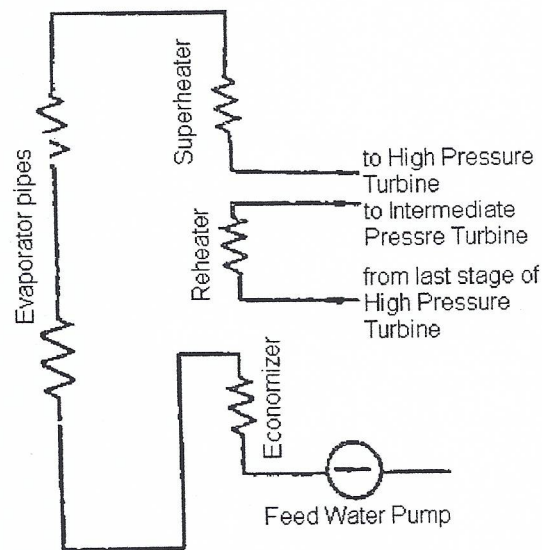 Superheater
Evaporator pipes
to High Pressure
Turbine
to Intermediate
Pressre Turbine
Reheater
from last stage of
High Pressure
Turbine
Economizer
Feed Water Pump